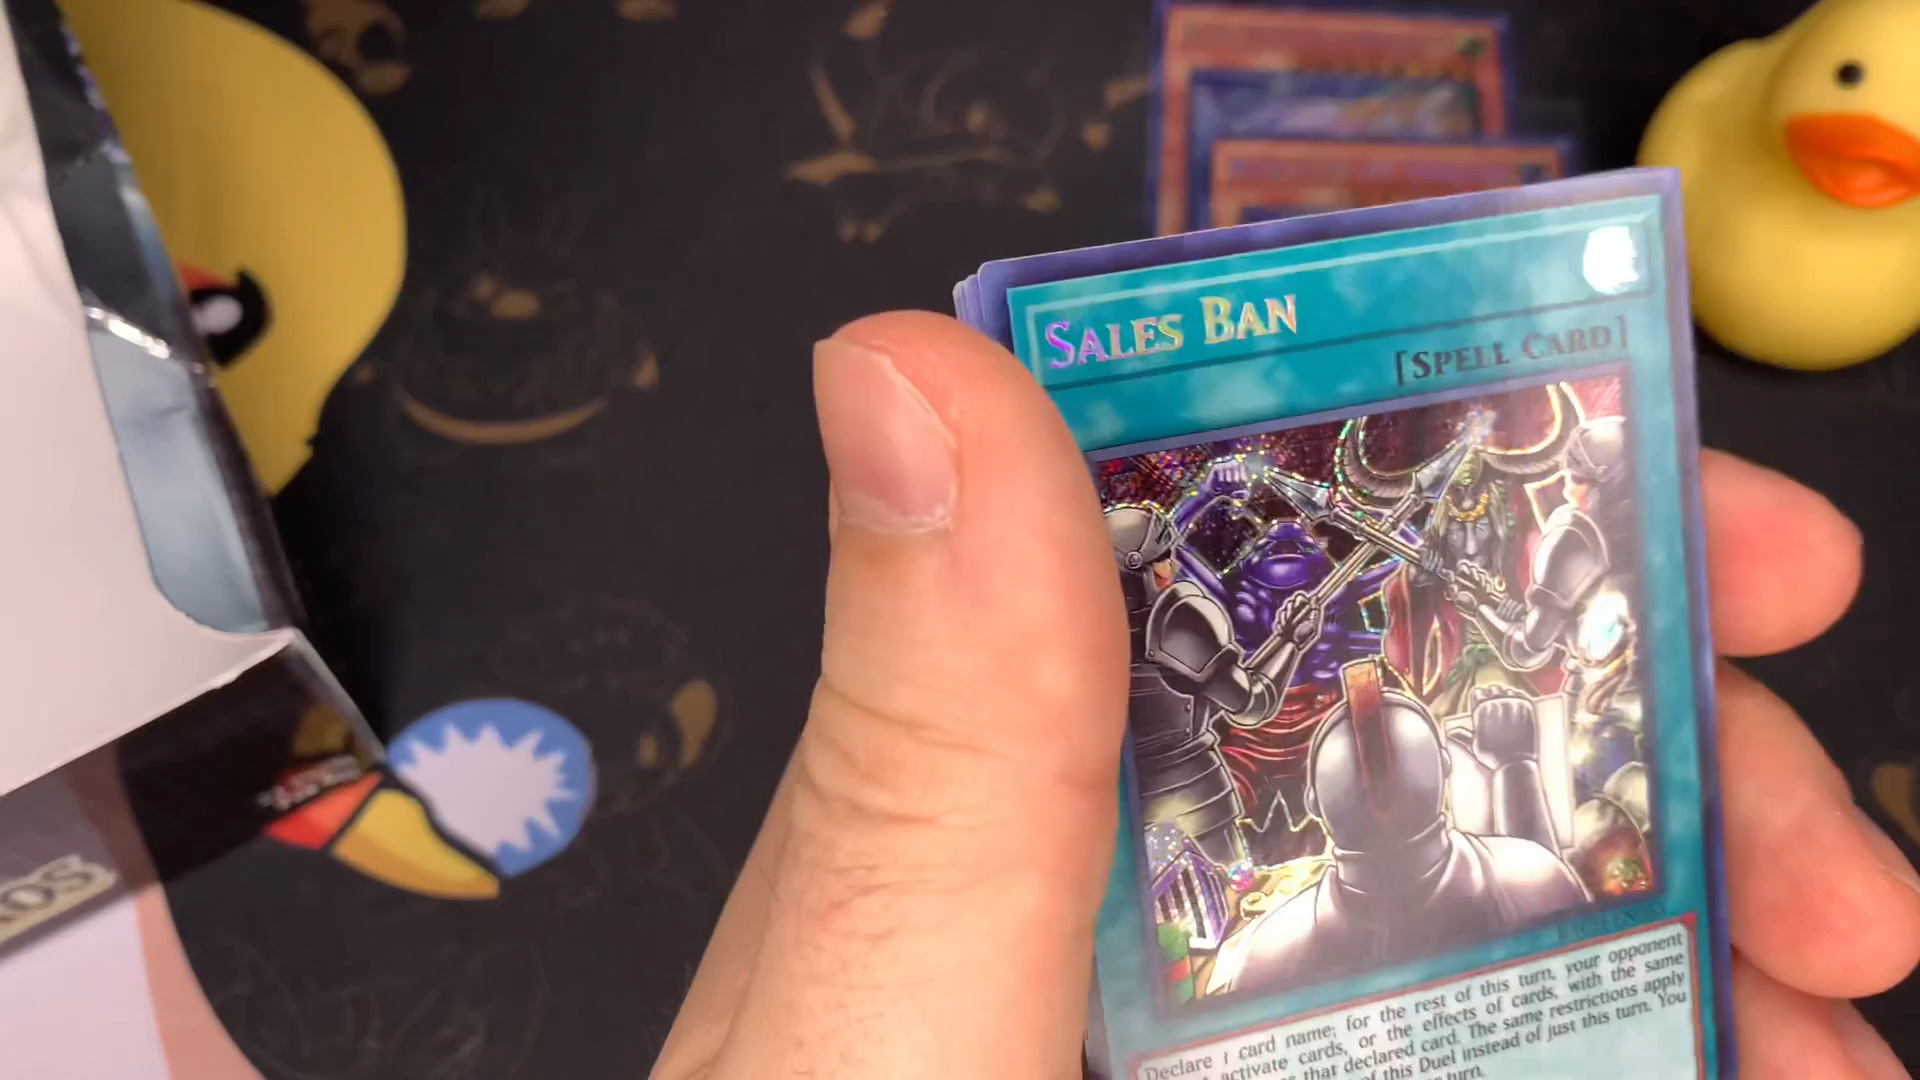 SALES BAN
[SPELL CARD]
Declare 1 card name; for the rest of this turn, your opponent
activate cards, or the effects of cards, with the same
that declared card. The same restrictions apply
of this Duel instead of just this turn. You
turn.